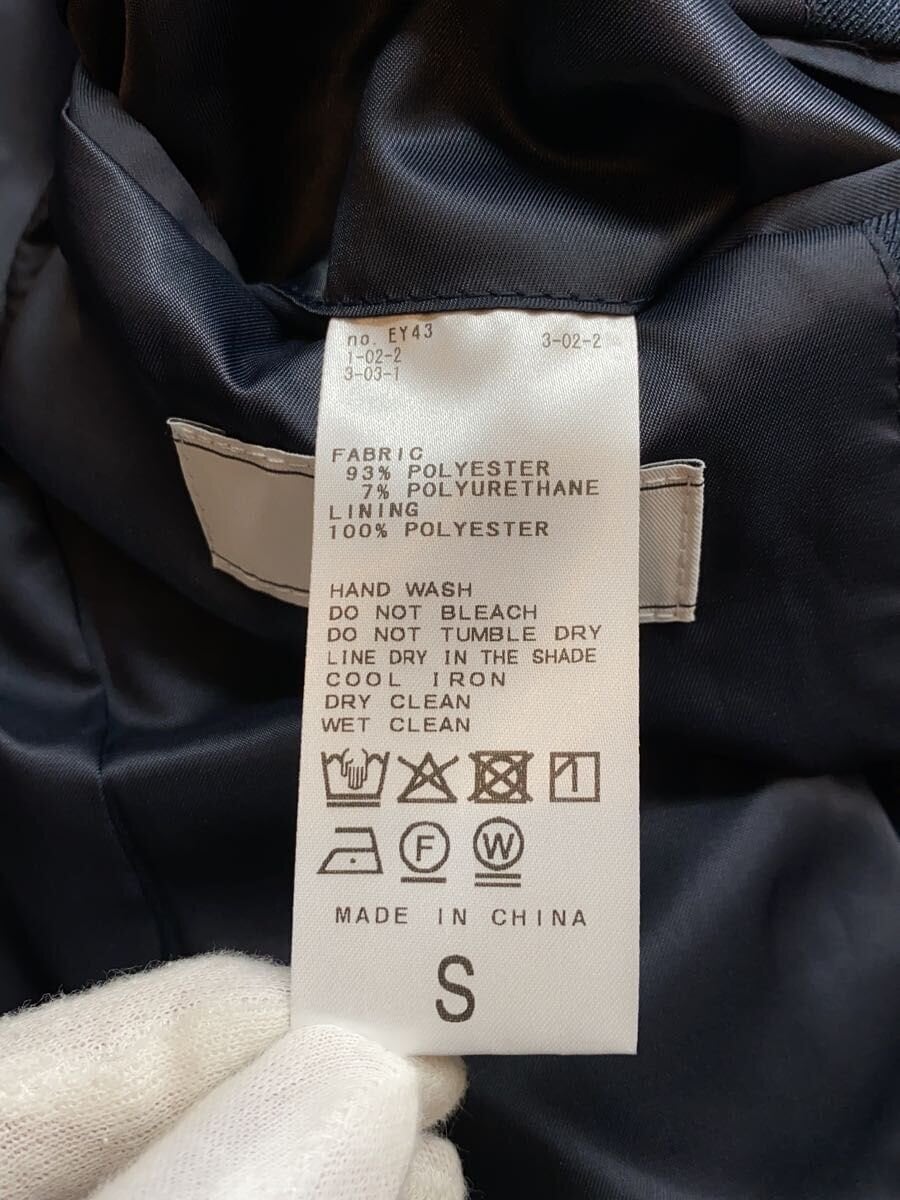 no. EY43
1-02-2 3-02-2
3-03-1
FABRIC
93% POLYESTER
7% POLYURETHANE
LINING
100% POLYESTER
HAND WASH
DO NOT BLEACH
DO NOT TUMBLE DRY
LINE DRY IN THE SHADE
COOL IRON
DRY CLEAN
WET CLEAN
F W
MADE IN CHINA
S